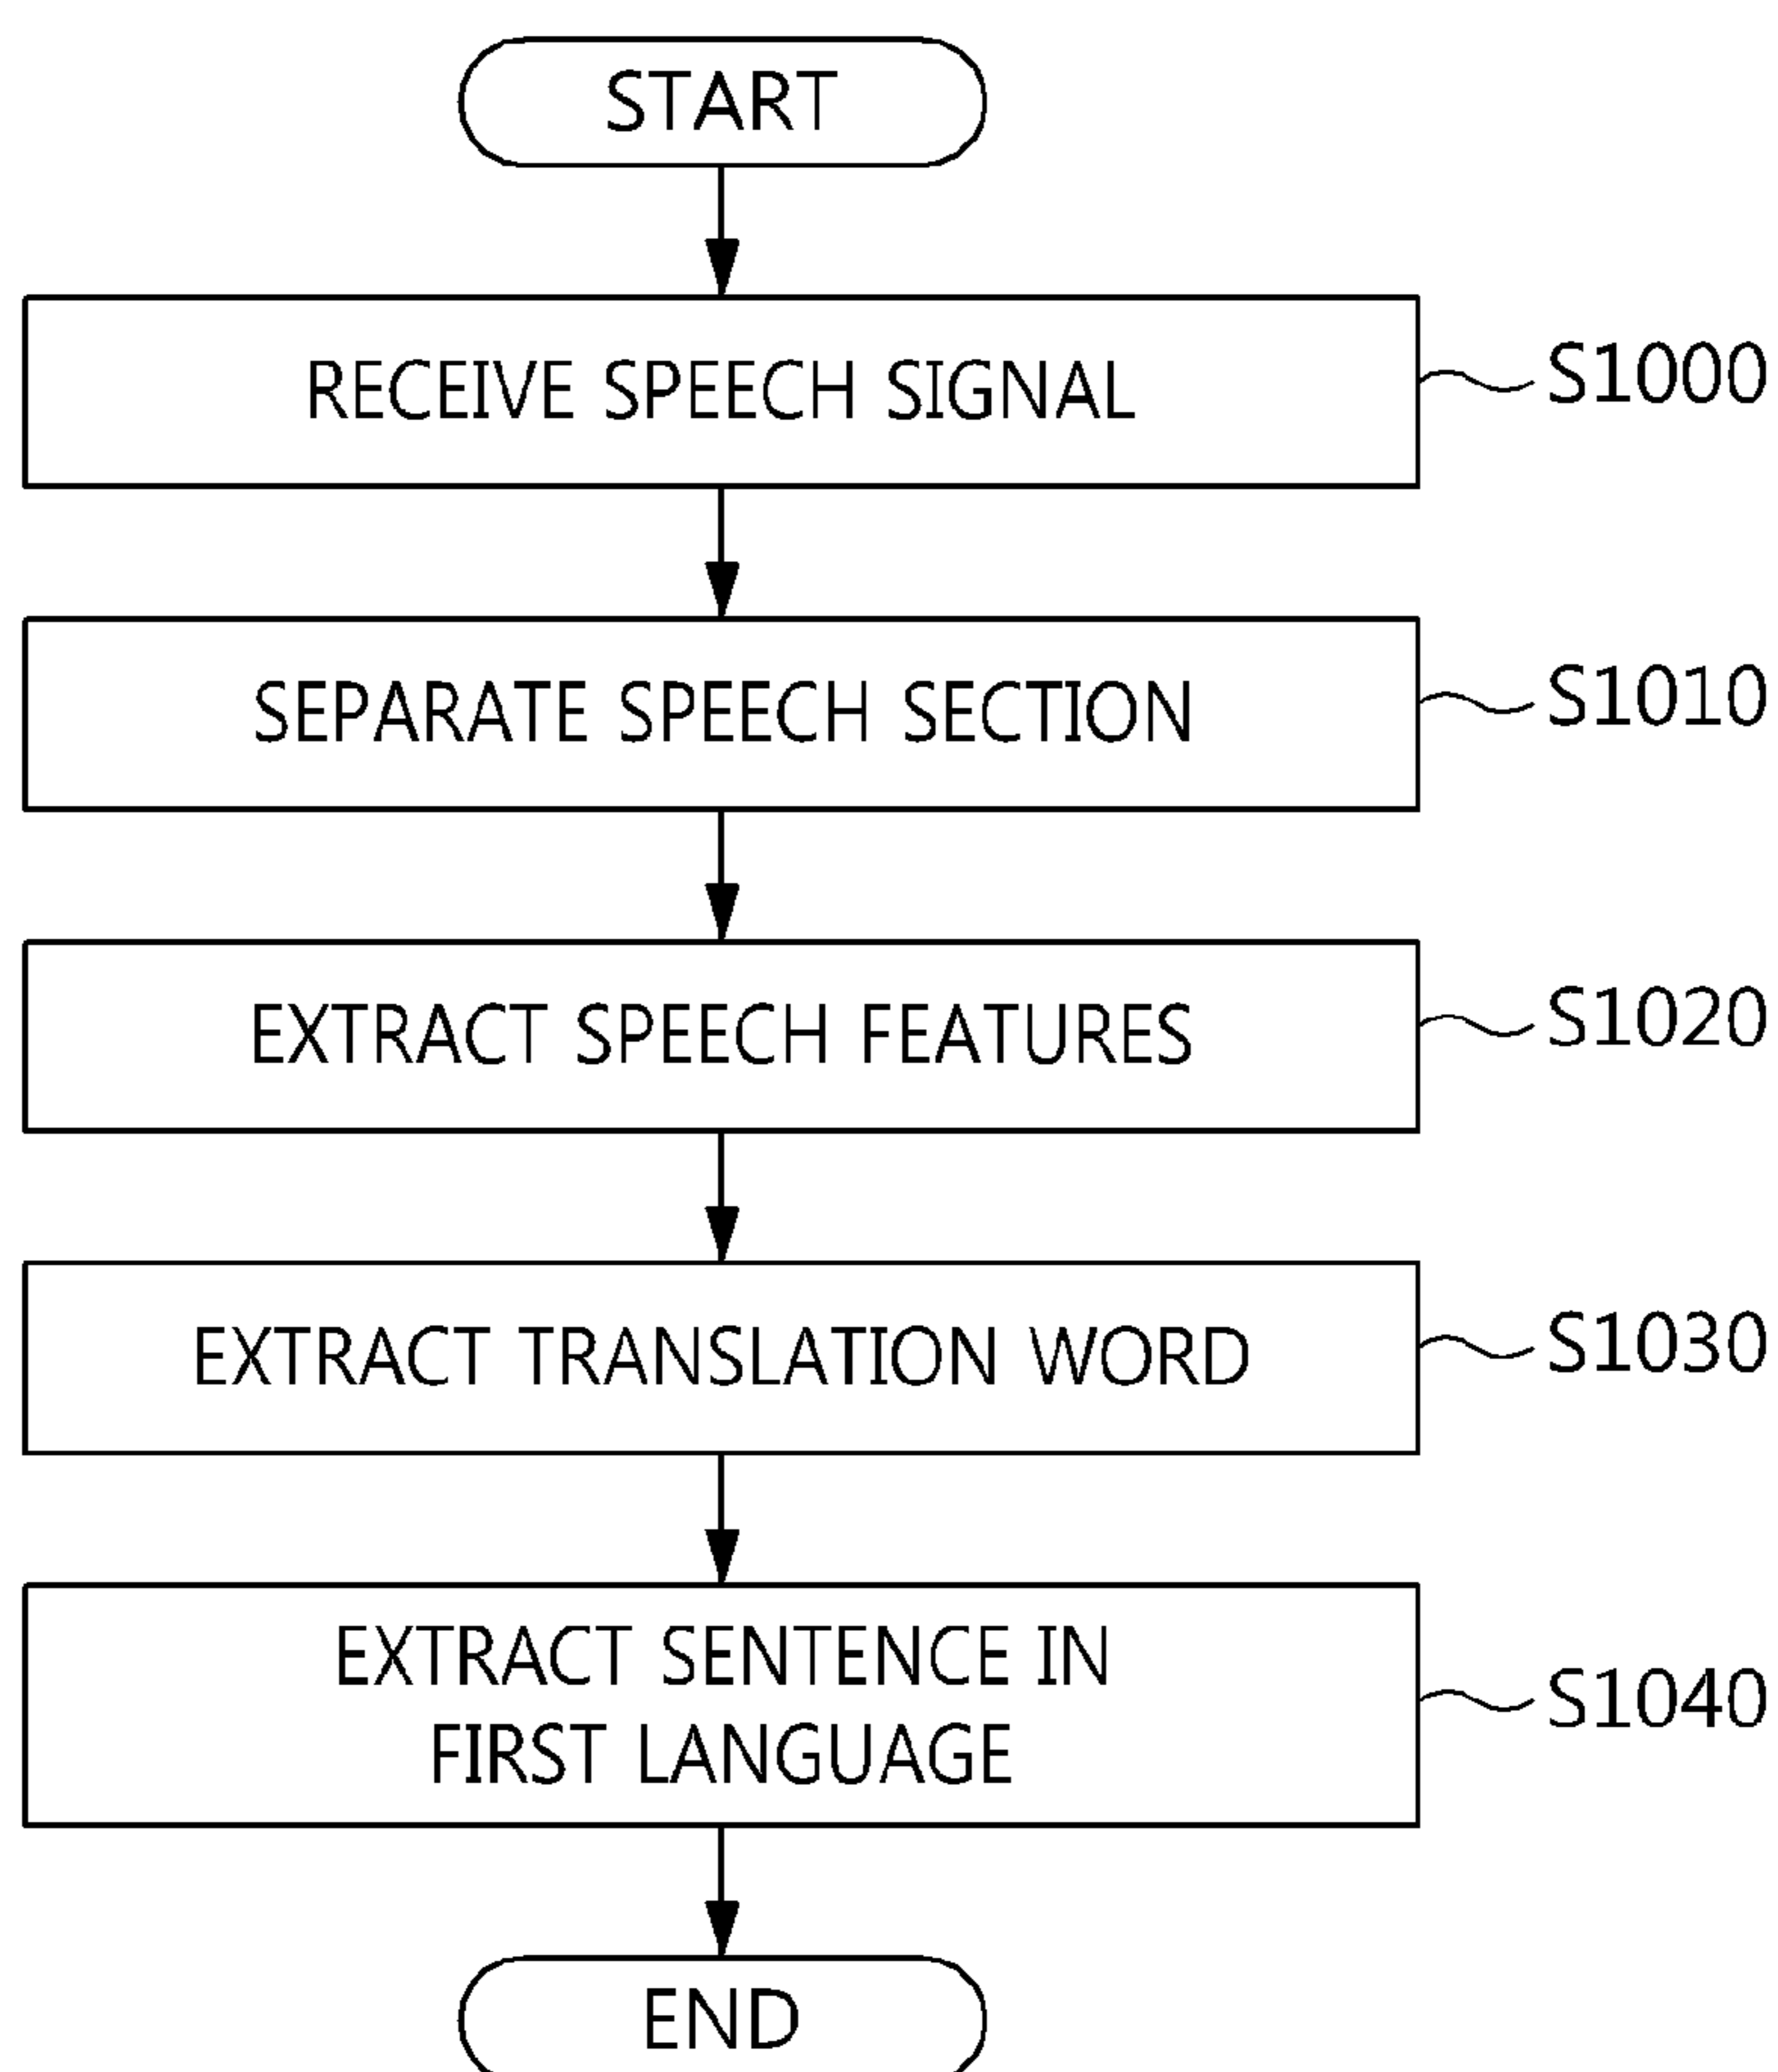 START
RECEIVE SPEECH SIGNAL
S1000
SEPARATE SPEECH SECTION
S1010
EXTRACT SPEECH FEATURES
S1020
EXTRACT TRANSLATION WORD
S1030
EXTRACT SENTENCE IN
FIRST LANGUAGE
S1040
END